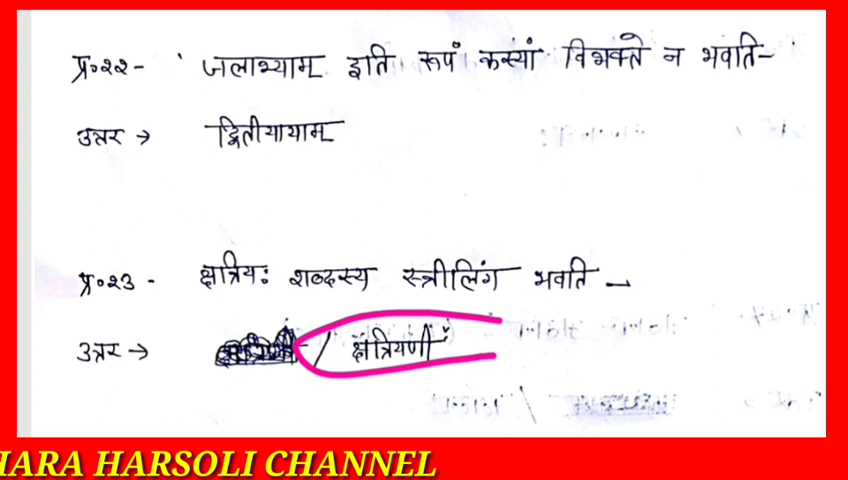 प्र०२२- जलाभ्याम् इति रूपं कस्यां विभक्ते न भवति-
उत्तर → द्वितीयायाम्
प्र०२३ - क्षत्रियः शब्दस्य स्त्रीलिंग भवति -
उत्तर → / क्षत्रियणी
HARA HARSOLI CHANNEL